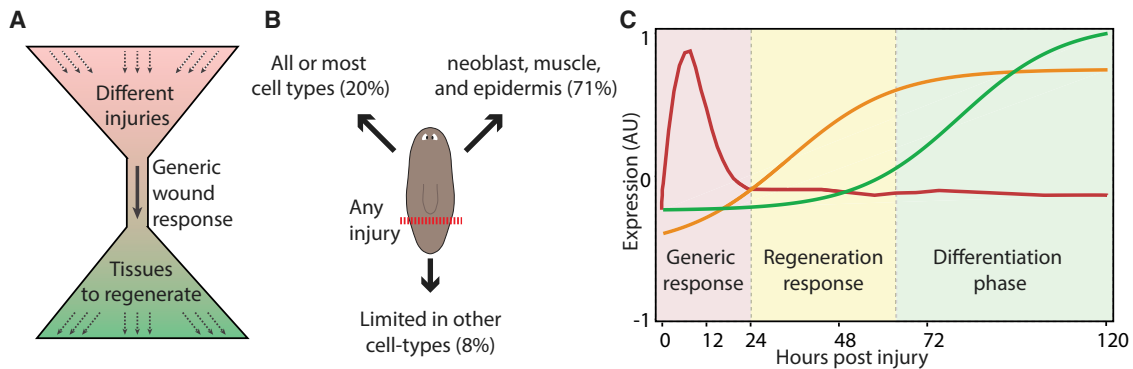 A
Different
injuries
Generic
wound
response
Tissues
to regenerate
B
All or most
cell types (20%)
neoblast, muscle,
and epidermis (71%)
Any
injury
Limited in other
cell-types (8%)
C
Expression (AU)
1
0
-1
Generic
response
Regeneration
response
Differentiation
phase
0 12 24 48 72 120
Hours post injury